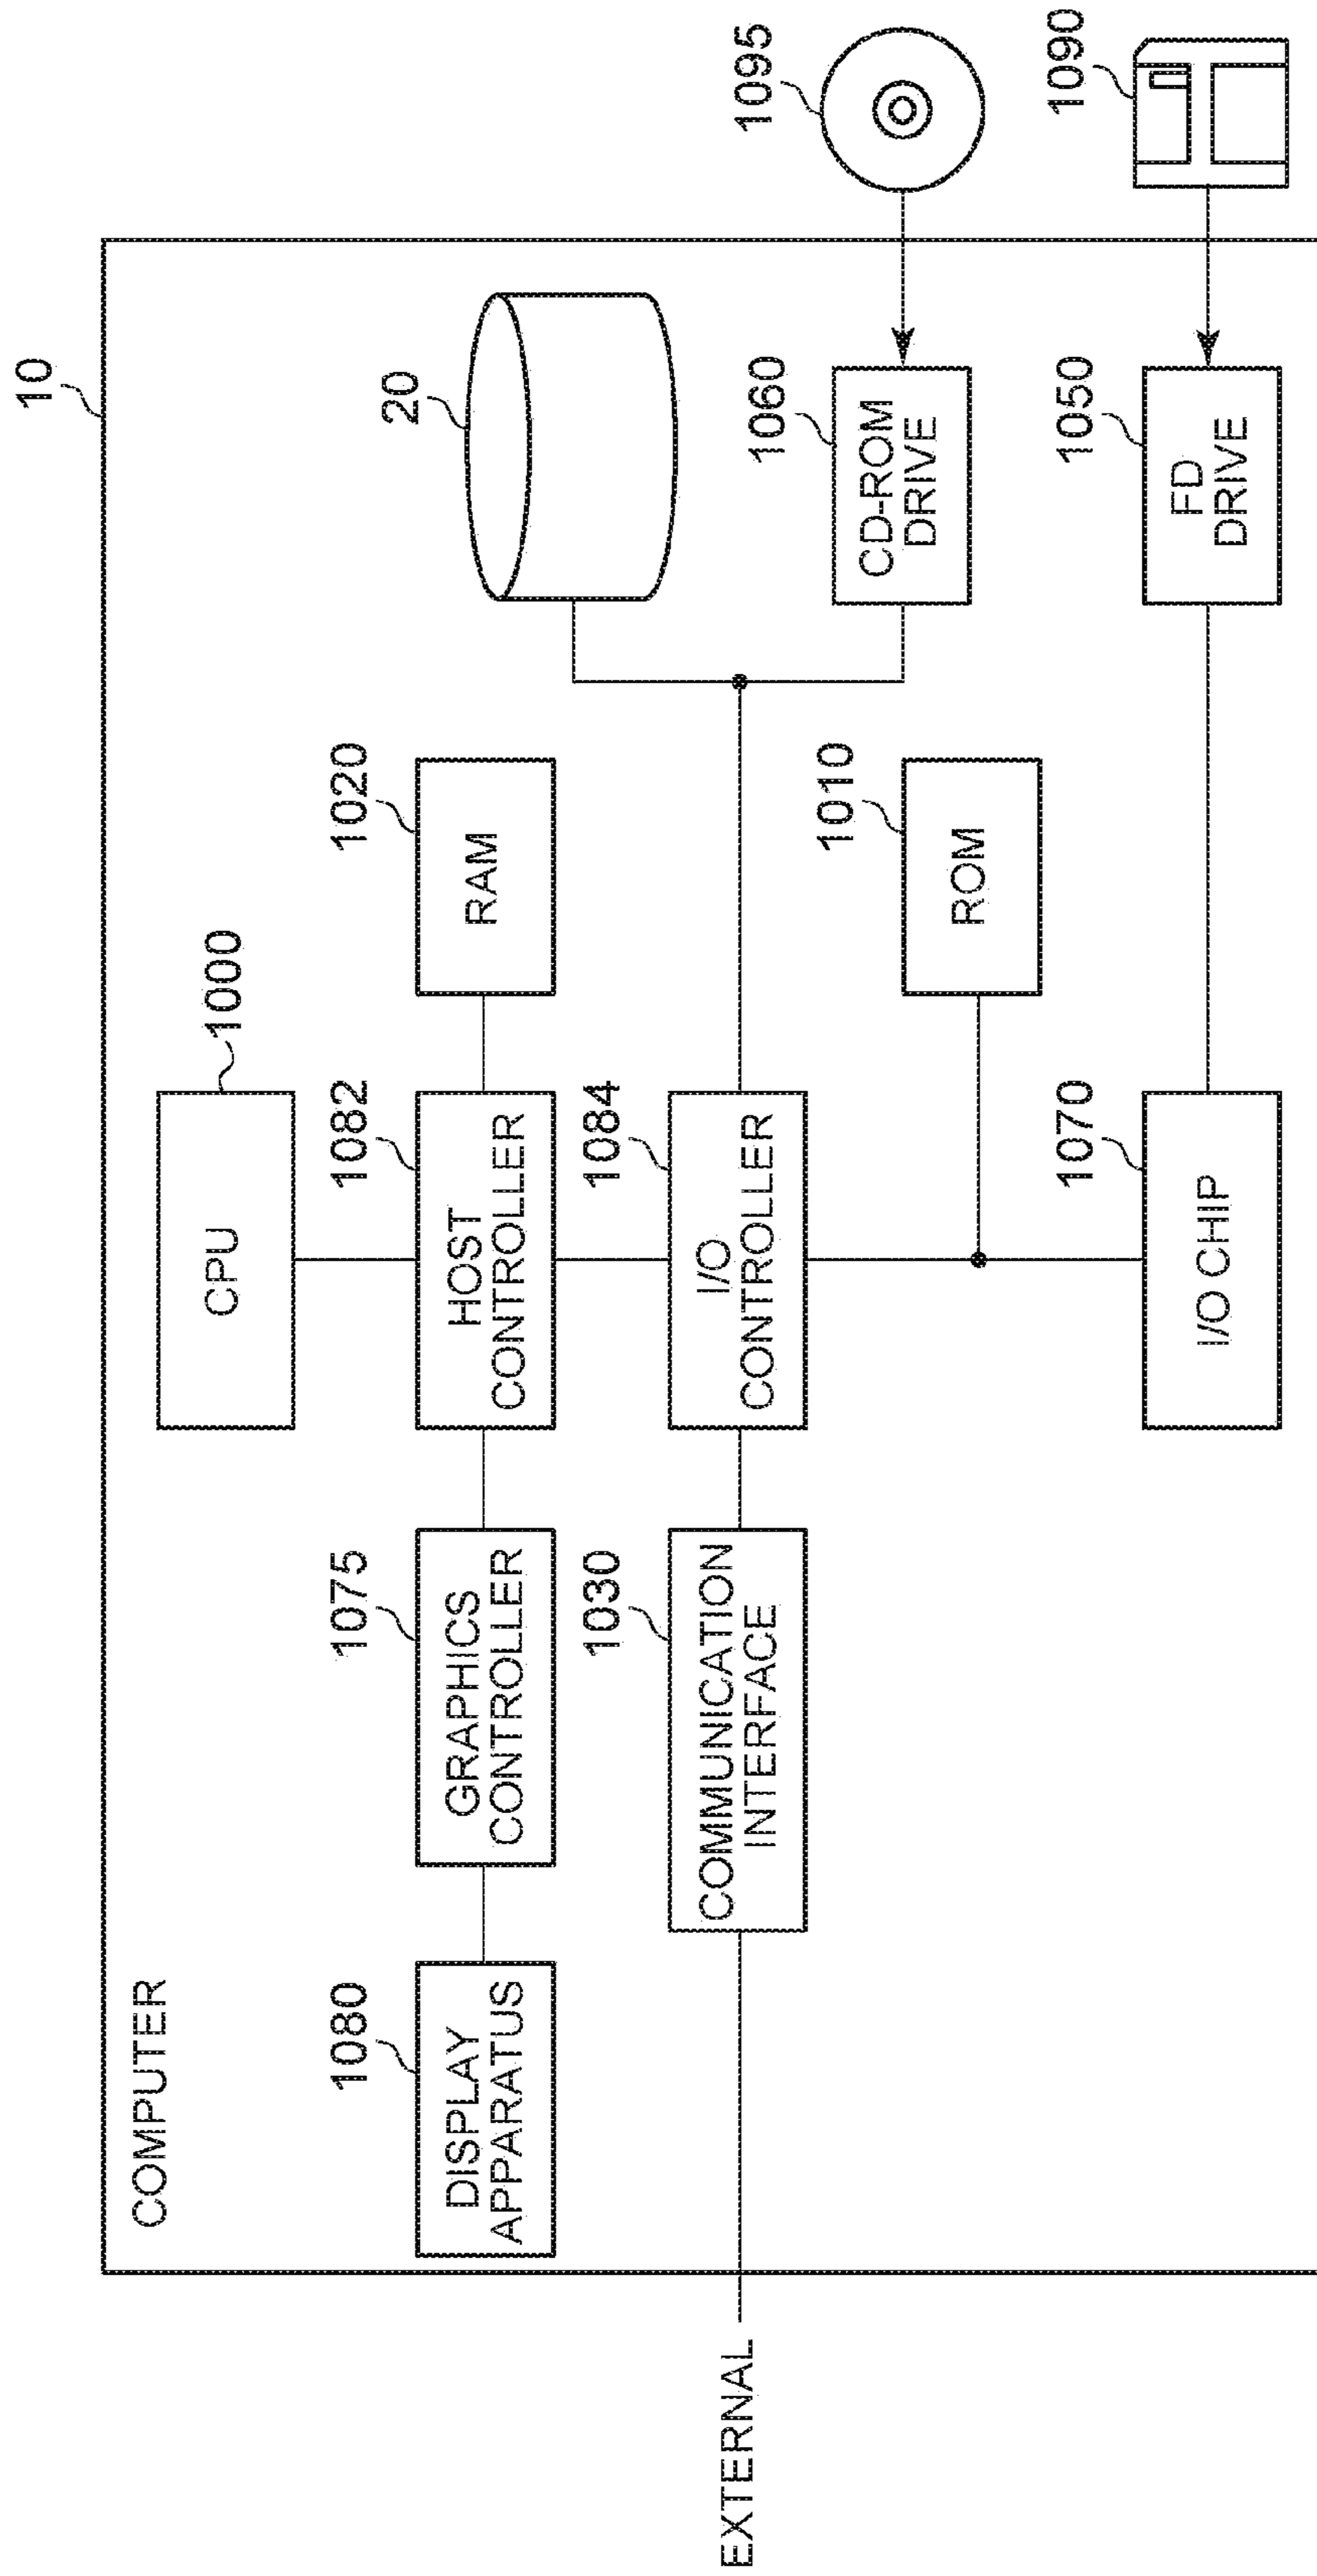 10
COMPUTER
CPU
1000
1080
DISPLAY
APPARATUS
1075
GRAPHICS
CONTROLLER
1082
HOST
CONTROLLER
1020
RAM
20
EXTERNAL
1030
COMMUNICATION
INTERFACE
1084
I/O
CONTROLLER
1010
ROM
1060
CD-ROM
DRIVE
1095
1070
I/O CHIP
1050
FD
DRIVE
1090